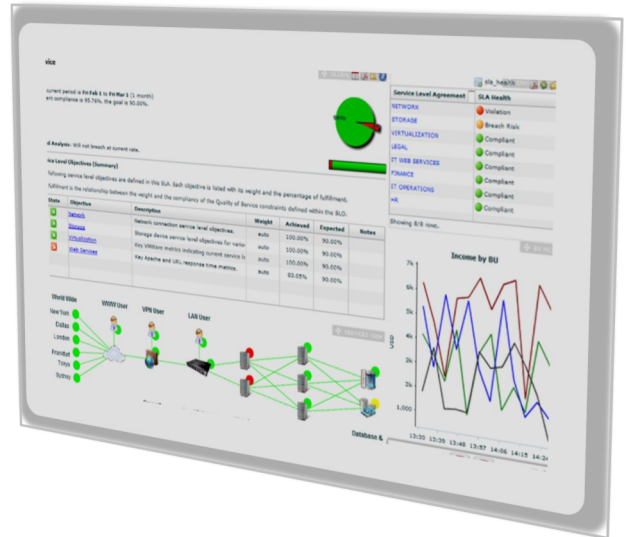 vice
current period is Fri Feb 1 to Fri Mar 1 (1 month)
ent compliance is 95.76%, the goal is 90.00%.
d Analysis: Will not breach at current rate.
sla_health
Service Level Agreement SLA Health
NETWORK Violation
STORAGE Breach Risk
VIRTUALIZATION Compliant
LEGAL Compliant
IT WEB SERVICES Compliant
FINANCE Compliant
IT OPERATIONS Compliant
HR Compliant
Showing 8/8 rows.
vice Level Objectives (Summary)
following service level objectives are defined in this SLA. Each objective is listed with its weight and the percentage of fulfillment.
fulfillment is the relationship between the weight and the compliancy of the Quality of Service constraints defined within the SLO.
State Objective Description Weight Achieved Expected Notes
Network Network connection service level objectives. auto 100.00% 90.00%
Storage Storage device service level objectives for variou auto 100.00% 90.00%
Virtualization Key VMWare metrics indicating current service le auto 100.00% 90.00%
Web Services Key Apache and URL response time metrics. auto 83.05% 90.00%
World Wide
New York
Dallas
London
Frankfurt
Tokyo
Sydney
WWW User
VPN User
LAN User
SERVICES VIEW
Database &
Income by BU
USD
7k
6k
5k
4k
3k
2k
1,000
13:20 13:39 13:48 13:57 14:06 14:15 14:24